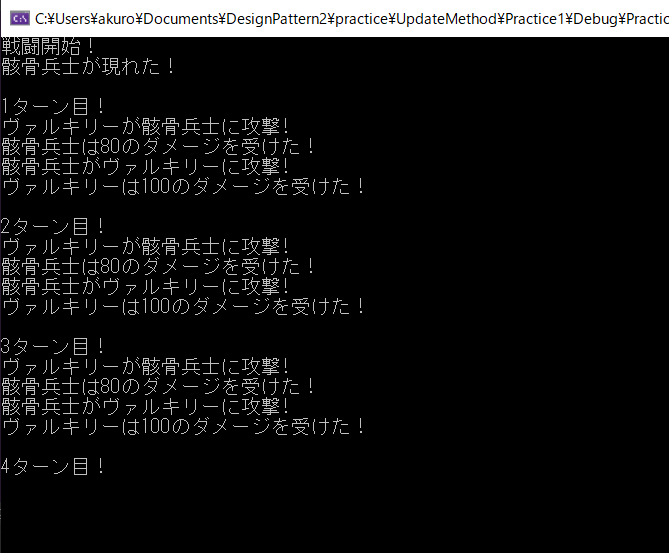 C:¥Users¥akuro¥Documents¥DesignPattern2¥practice¥UpdateMethod¥Practice1¥Debug¥Practic
戦闘開始！
骸骨兵士が現れた！
1ターン目！
ヴァルキリーが骸骨兵士に攻撃!
骸骨兵士は80のダメージを受けた！
骸骨兵士がヴァルキリーに攻撃!
ヴァルキリーは100のダメージを受けた！
2ターン目！
ヴァルキリーが骸骨兵士に攻撃!
骸骨兵士は80のダメージを受けた！
骸骨兵士がヴァルキリーに攻撃!
ヴァルキリーは100のダメージを受けた！
3ターン目！
ヴァルキリーが骸骨兵士に攻撃!
骸骨兵士は80のダメージを受けた！
骸骨兵士がヴァルキリーに攻撃!
ヴァルキリーは100のダメージを受けた！
4ターン目！